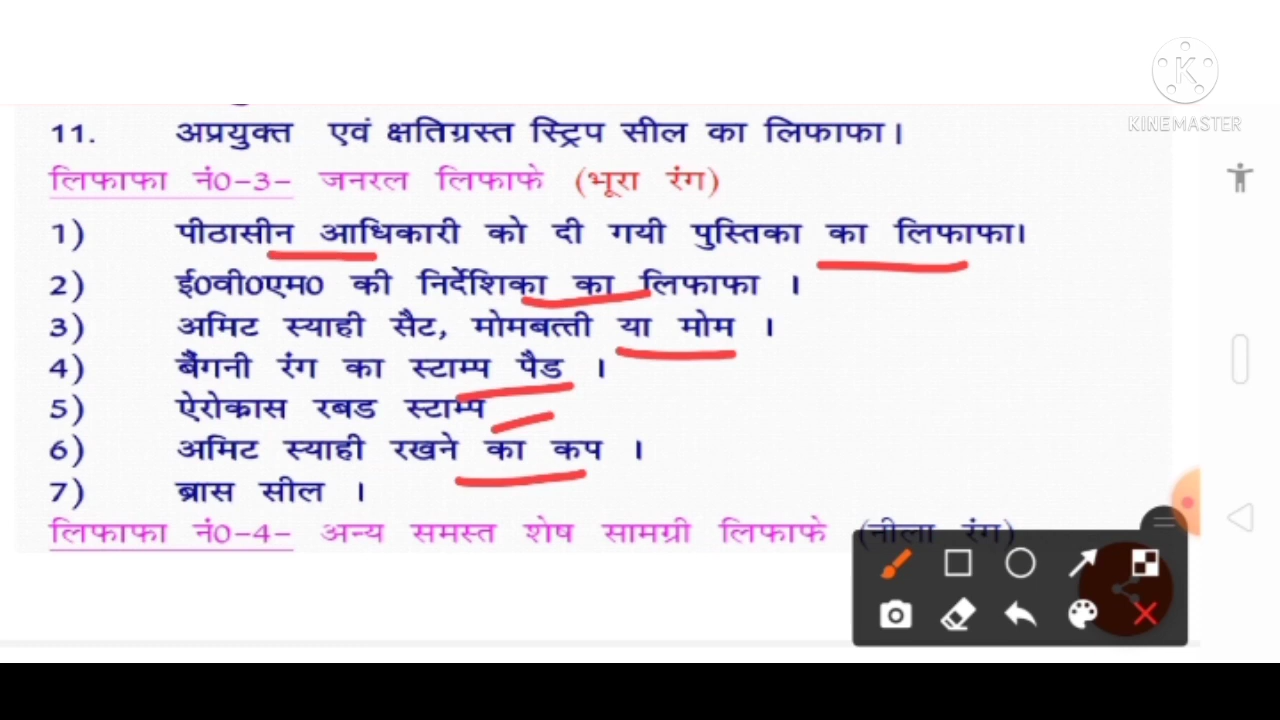 KINEMASTER
11. अप्रयुक्त एवं क्षतिग्रस्त स्ट्रिप सील का लिफाफा।
लिफाफा नं0-3- जनरल लिफाफे (भूरा रंग)
1) पीठासीन आधिकारी को दी गयी पुस्तिका का लिफाफा।
2) ई0वी0एम0 की निर्देशिका का लिफाफा ।
3) अमिट स्याही सैट, मोमबत्ती या मोम ।
4) बैंगनी रंग का स्टाम्प पैड ।
5) ऐरोकास रबड स्टाम्प
6) अमिट स्याही रखने का कप ।
7) ब्रास सील ।
लिफाफा नं0-4- अन्य समस्त शेष सामग्री लिफाफे (नीला रंग)